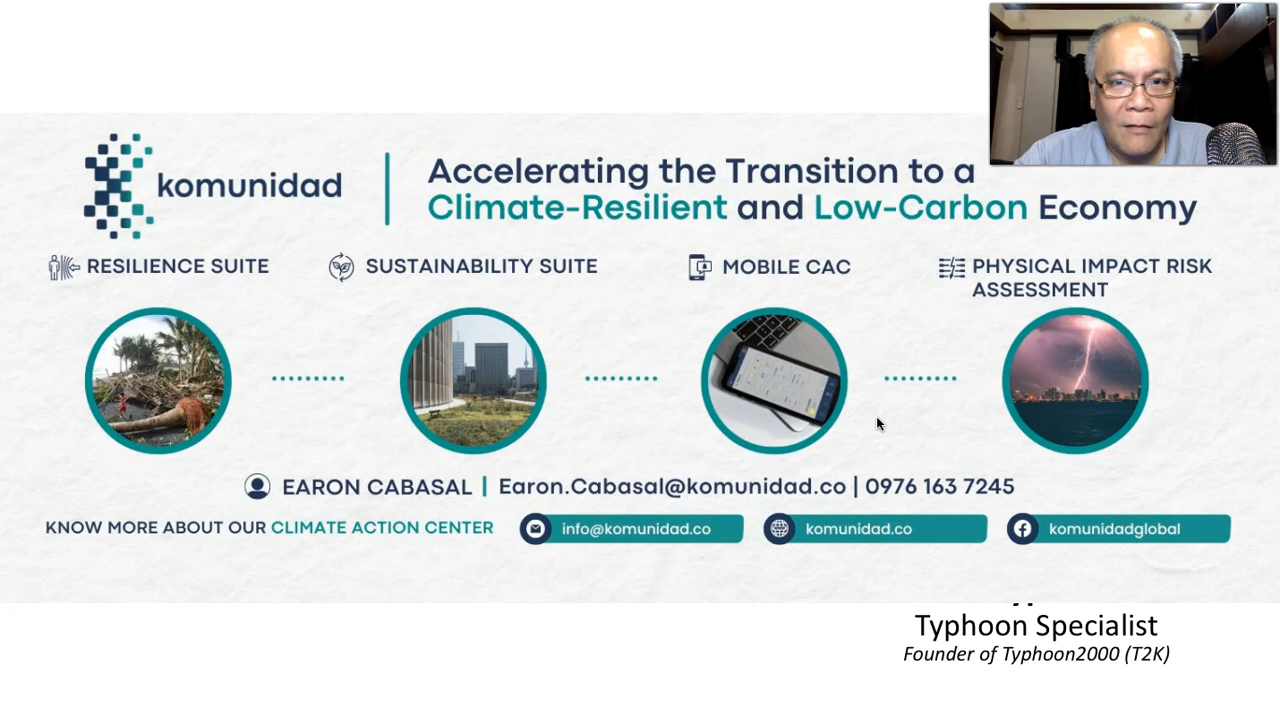 komunidad
Accelerating the Transition to a
Climate-Resilient and Low-Carbon Economy
RESILIENCE SUITE
SUSTAINABILITY SUITE
MOBILE CAC
PHYSICAL IMPACT RISK
ASSESSMENT
EARON CABASAL | Earon.Cabasal@komunidad.co | 0976 163 7245
KNOW MORE ABOUT OUR CLIMATE ACTION CENTER
info@komunidad.co
komunidad.co
komunidadglobal
Typhoon Specialist
Founder of Typhoon2000 (T2K)